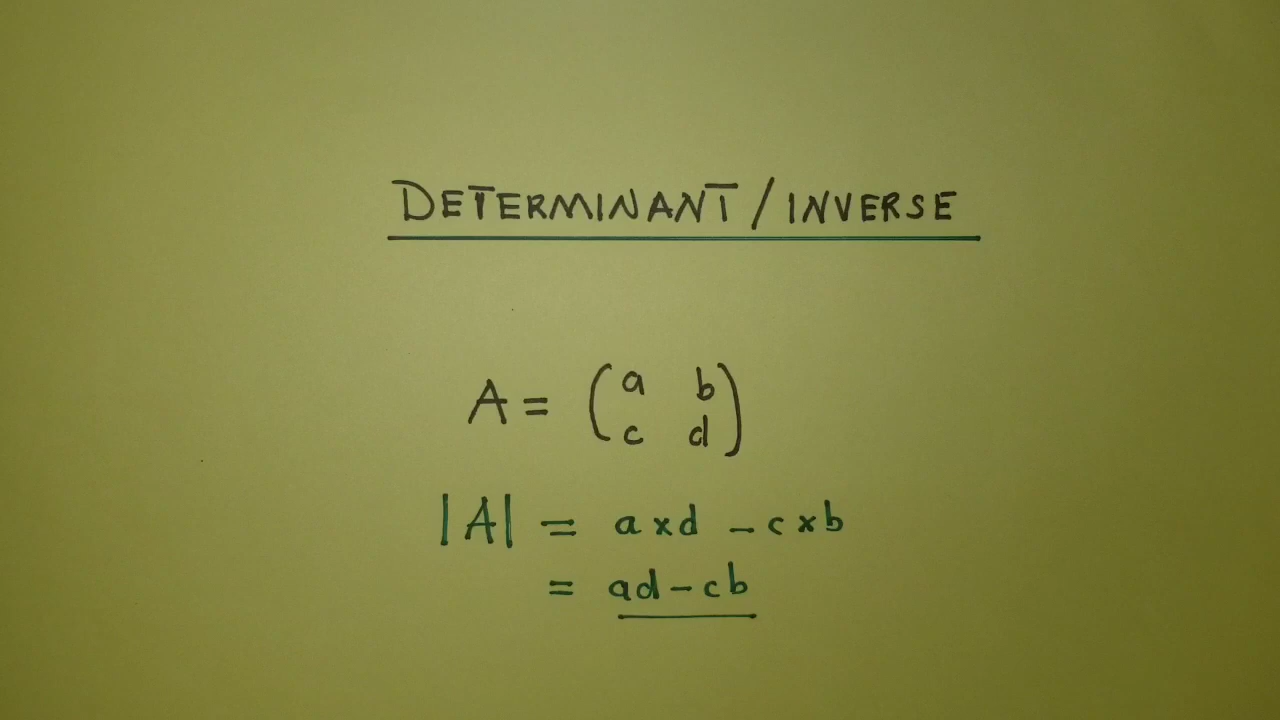 DETERMINANT / INVERSE
A = (a b
c d)
|A| = a x d - c x b
= ad - cb